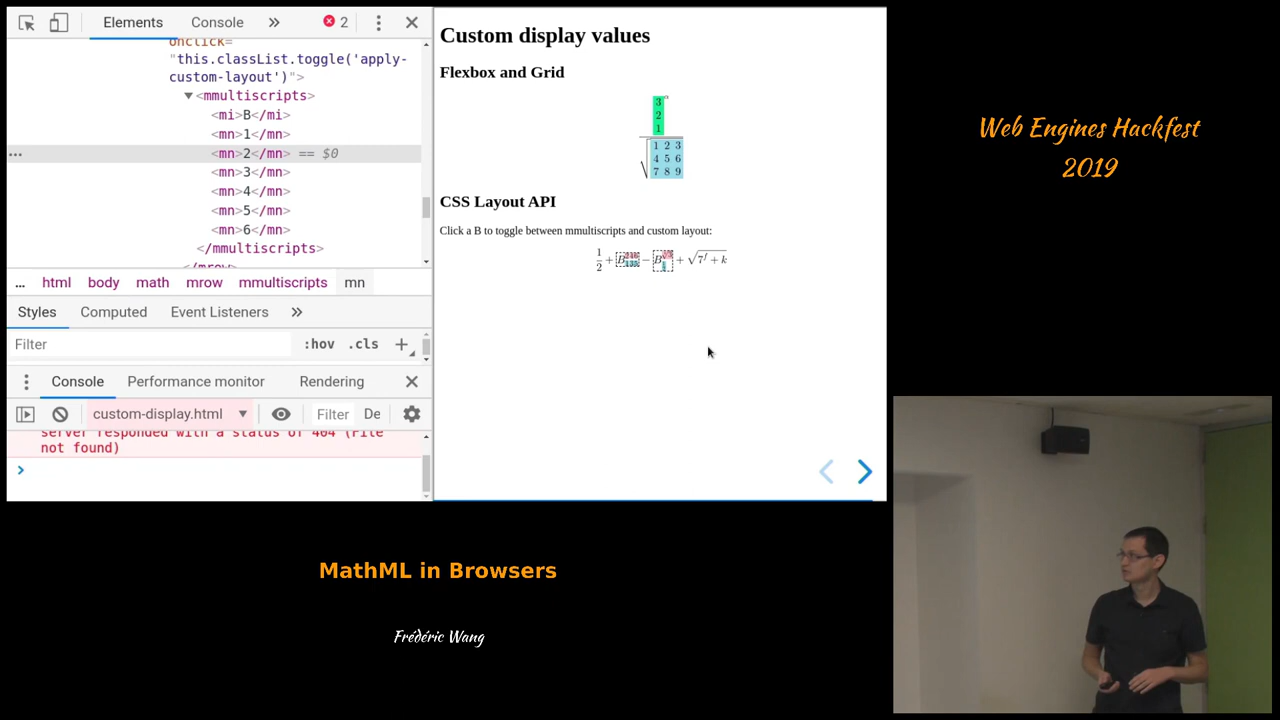 Elements Console » 2
onclick=
"this.classList.toggle('apply-
custom-layout')">
▼<mmultiscripts>
<mi>B</mi>
<mn>1</mn>
... <mn>2</mn> == $0
<mn>3</mn>
<mn>4</mn>
<mn>5</mn>
<mn>6</mn>
</mmultiscripts>
</mrow>
... html body math mrow mmultiscripts mn
Styles Computed Event Listeners »
Filter :hov .cls +
Console Performance monitor Rendering
custom-display.html ▼ Filter De
server responded with a status of 404 (File
not found)
>
Custom display values
Flexbox and Grid
3
2
1
1 2 3
4 5 6
7 8 9
CSS Layout API
Click a B to toggle between mmultiscripts and custom layout:
Web Engines Hackfest
2019
MathML in Browsers
Frédéric Wang